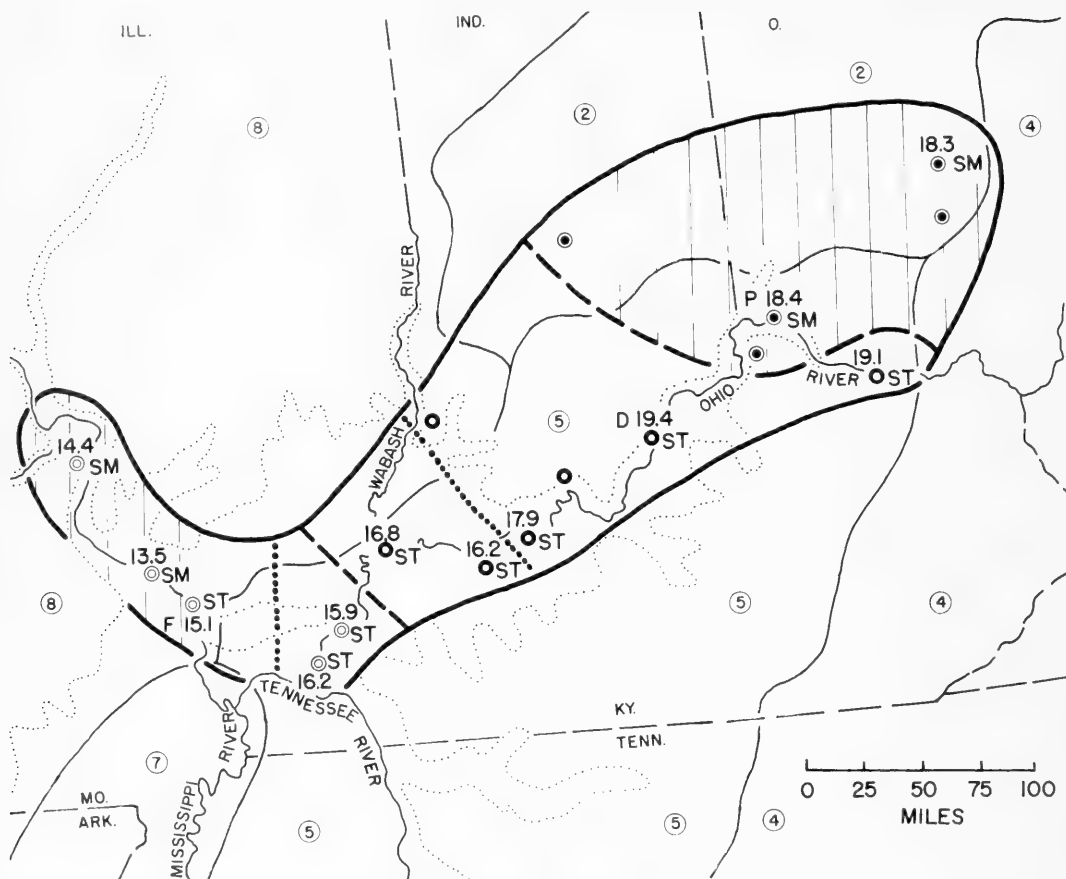 ILL.
IND.
O.
②
②
⑧
④
18.3
SM
RIVER
P 18.4
SM
19.1
RIVER
ST
OHIO
D 19.4
ST
⑤
WABASH
14.4
SM
17.9
ST
16.8
ST
16.2
ST
13.5
SM
⑧
ST
F 15.1
15.9
ST
ST
16.2
⑤
④
TENNESSEE
RIVER
KY.
TENN.
RIVER
⑦
MISSISSIPPI
MO.
ARK.
⑤
⑤
④
0 25 50 75 100
MILES